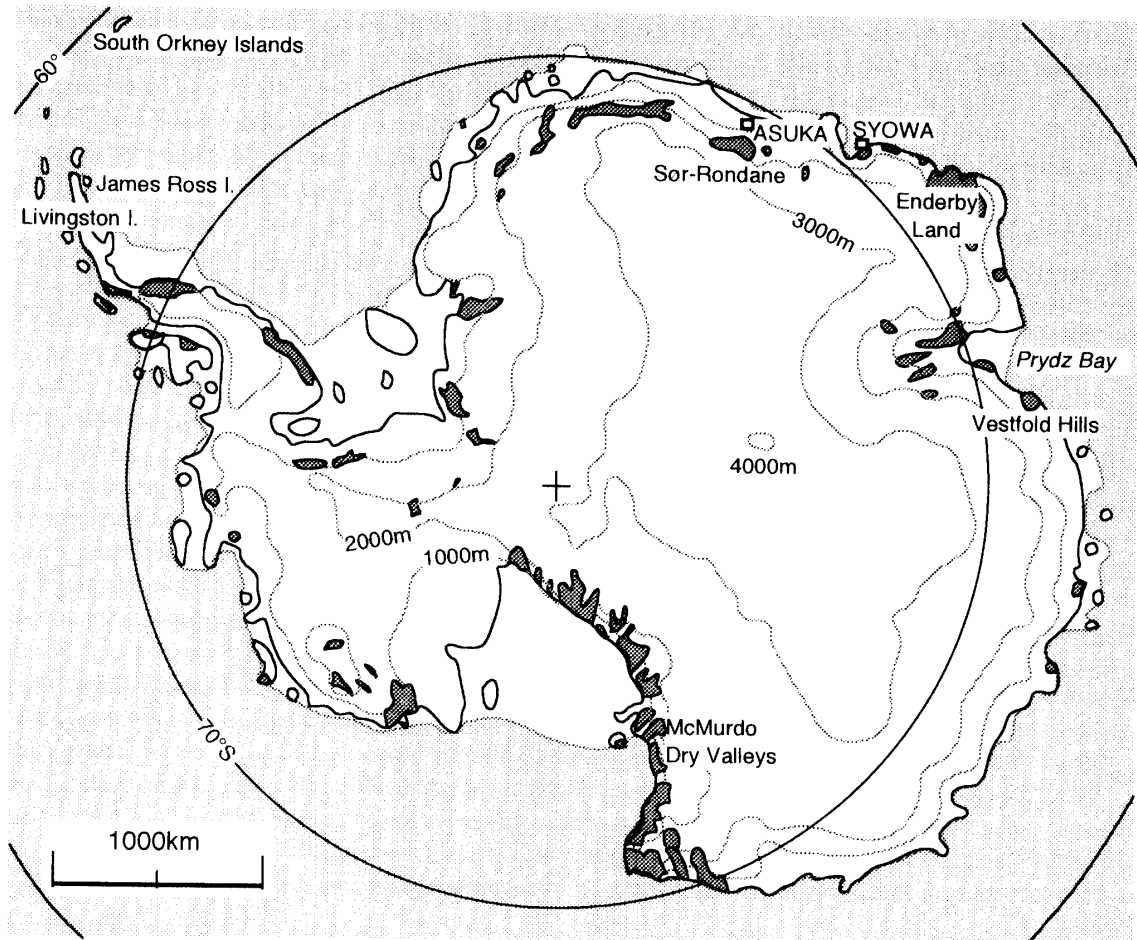 South Orkney Islands
60°
ASUKA
SYOWA
James Ross I.
Sør-Rondane
Livingston I.
Enderby
Land
3000m
Prydz Bay
Vestfold Hills
4000m
2000m
1000m
70°S
McMurdo
Dry Valleys
1000km